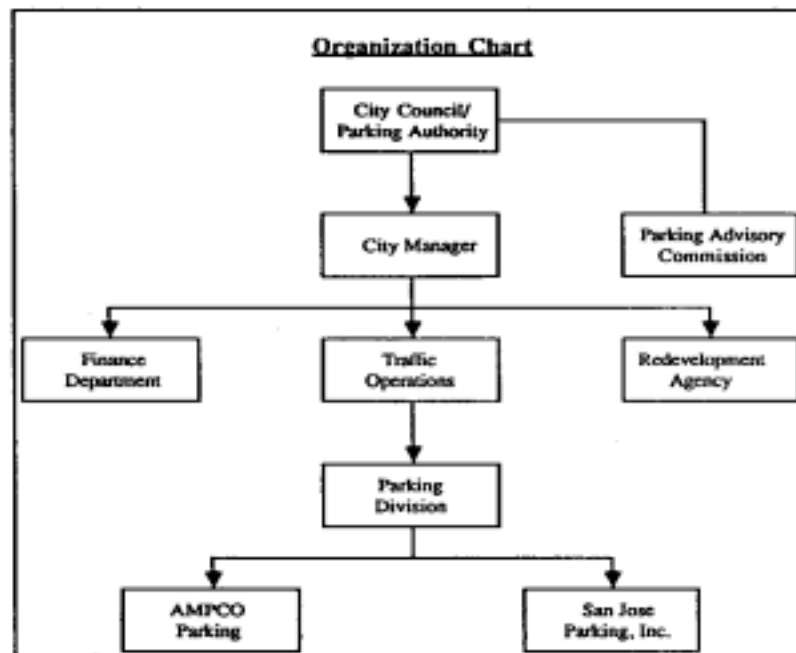 Organization Chart
City Council/
Parking Authority
City Manager
Parking Advisory
Commission
Finance
Department
Traffic
Operations
Redevelopment
Agency
Parking
Division
AMPCO
Parking
San Jose
Parking, Inc.